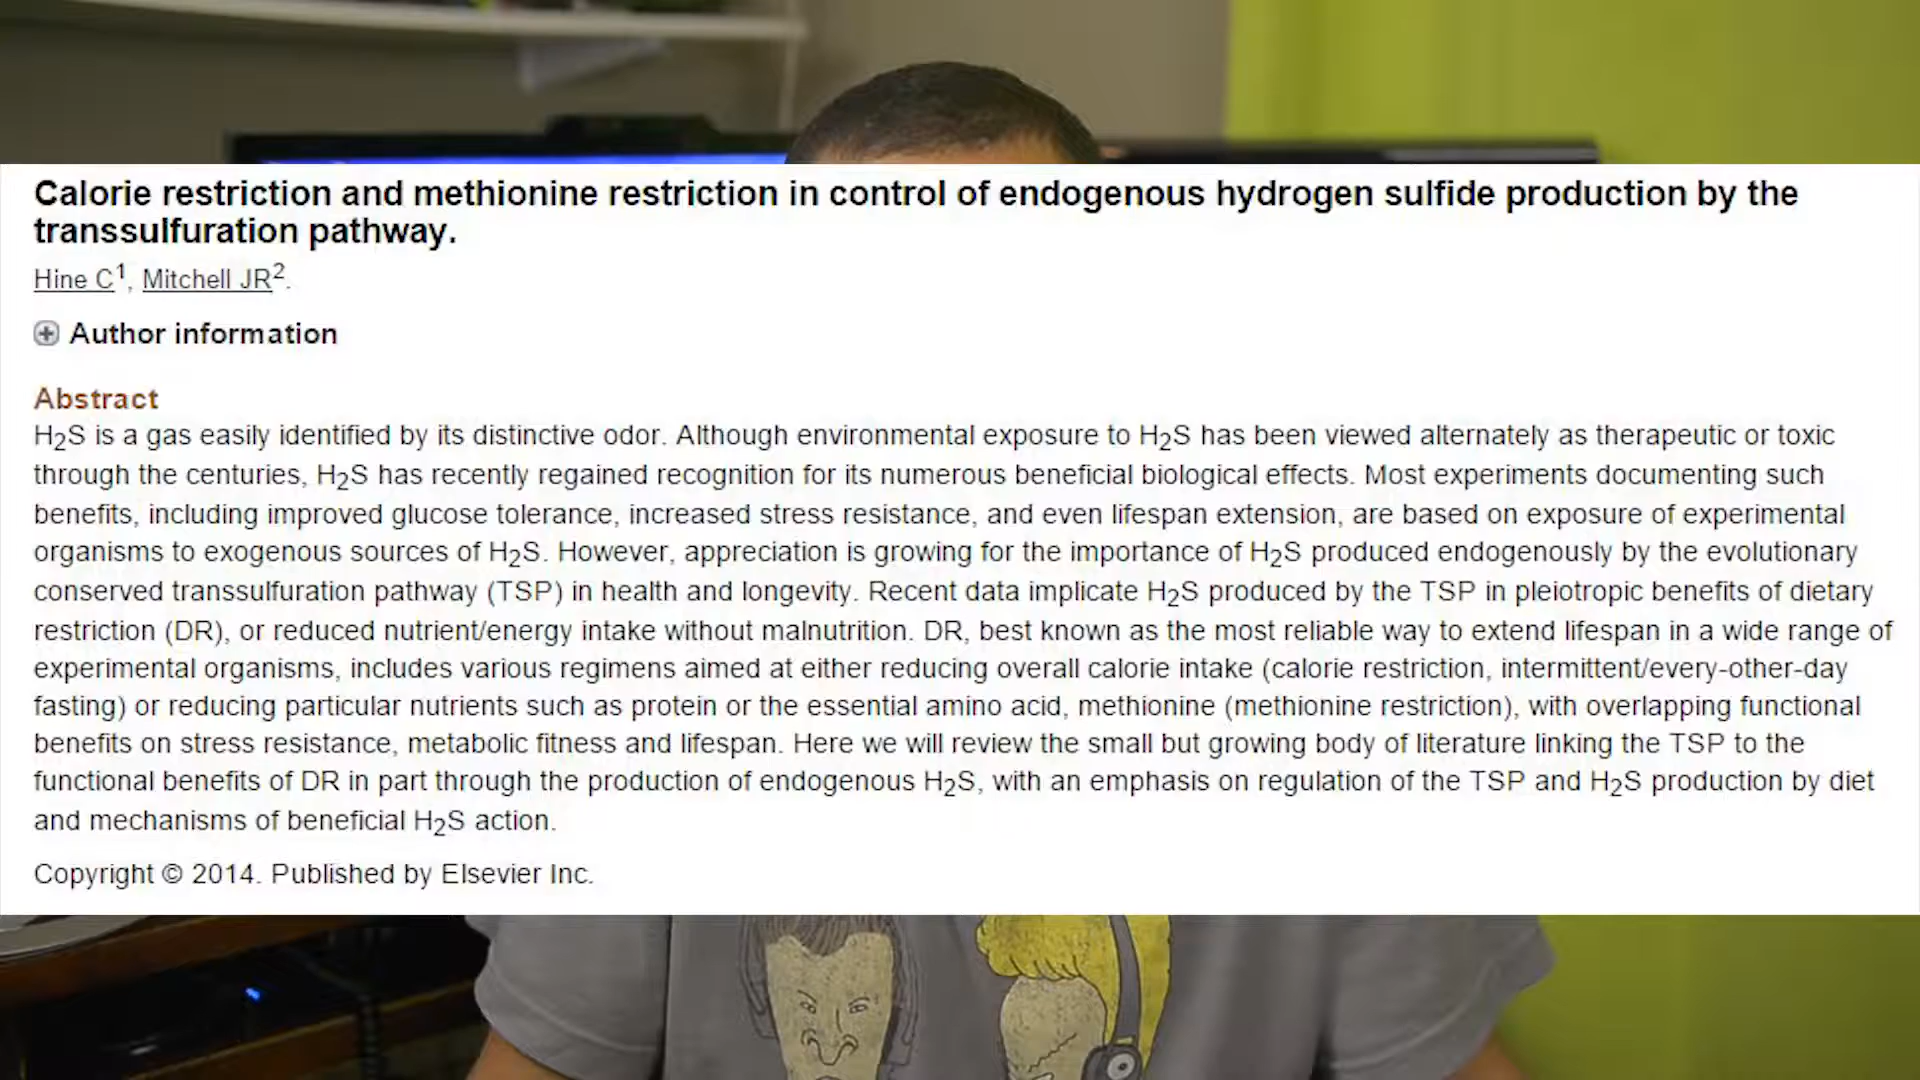 Calorie restriction and methionine restriction in control of endogenous hydrogen sulfide production by the
transsulfuration pathway.
Hine C1, Mitchell JR2.
Author information
Abstract
H2S is a gas easily identified by its distinctive odor. Although environmental exposure to H2S has been viewed alternately as therapeutic or toxic
through the centuries, H2S has recently regained recognition for its numerous beneficial biological effects. Most experiments documenting such
benefits, including improved glucose tolerance, increased stress resistance, and even lifespan extension, are based on exposure of experimental
organisms to exogenous sources of H2S. However, appreciation is growing for the importance of H2S produced endogenously by the evolutionary
conserved transsulfuration pathway (TSP) in health and longevity. Recent data implicate H2S produced by the TSP in pleiotropic benefits of dietary
restriction (DR), or reduced nutrient/energy intake without malnutrition. DR, best known as the most reliable way to extend lifespan in a wide range of
experimental organisms, includes various regimens aimed at either reducing overall calorie intake (calorie restriction, intermittent/every-other-day
fasting) or reducing particular nutrients such as protein or the essential amino acid, methionine (methionine restriction), with overlapping functional
benefits on stress resistance, metabolic fitness and lifespan. Here we will review the small but growing body of literature linking the TSP to the
functional benefits of DR in part through the production of endogenous H2S, with an emphasis on regulation of the TSP and H2S production by diet
and mechanisms of beneficial H2S action.
Copyright © 2014. Published by Elsevier Inc.